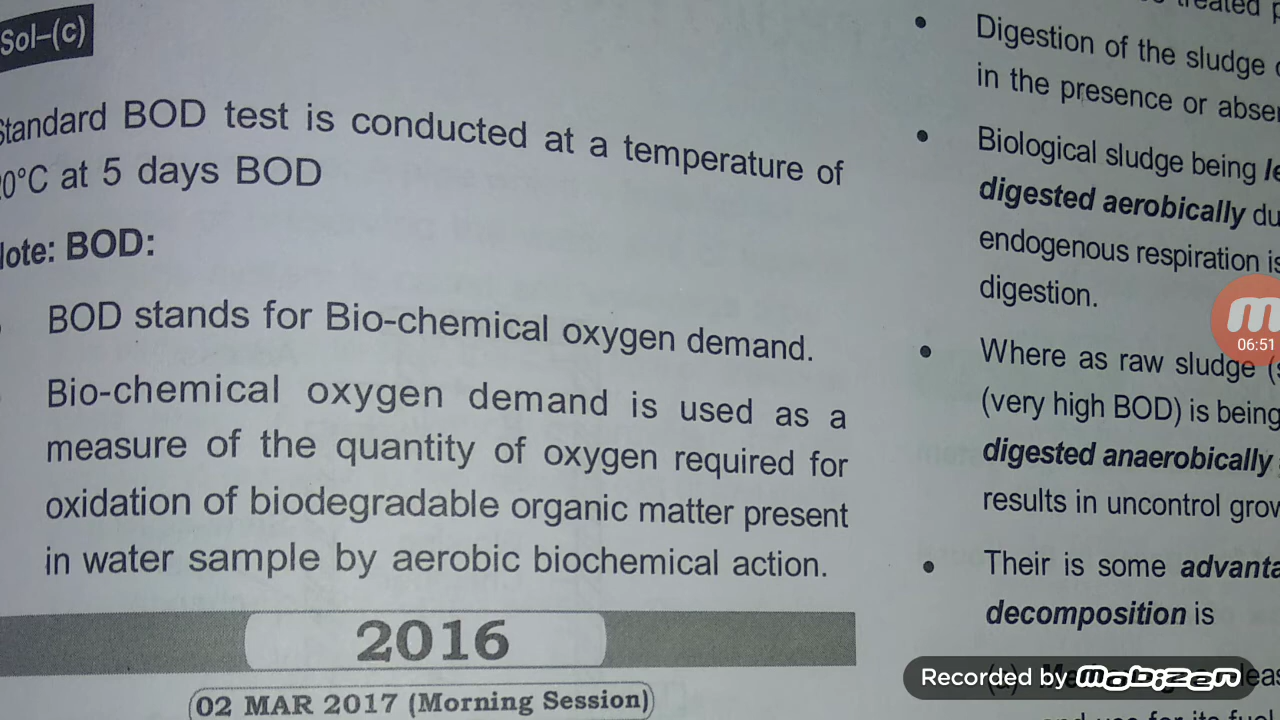 Sol–(c)
Standard BOD test is conducted at a temperature of
20°C at 5 days BOD
Note: BOD:
BOD stands for Bio-chemical oxygen demand.
Bio-chemical oxygen demand is used as a
measure of the quantity of oxygen required for
oxidation of biodegradable organic matter present
in water sample by aerobic biochemical action.
2016
02 MAR 2017 (Morning Session)
treated
• Digestion of the sludge
in the presence or
• Biological sludge being
digested aerobically
endogenous respiration is
digestion.
• Where as raw sludge
(very high BOD) is being
digested anaerobically
results in uncontrol
• Their is some
decomposition is
06:51
Recorded by mobizen